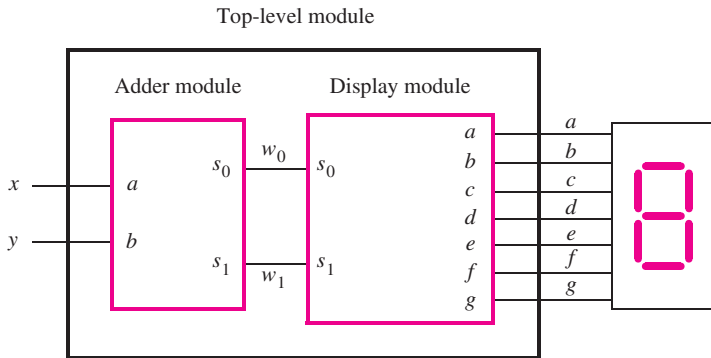 Top-level module
Adder module
Display module
x
y
a
b
s0
s1
w0
w1
s0
s1
a
b
c
d
e
f
g
a
b
c
d
e
f
g